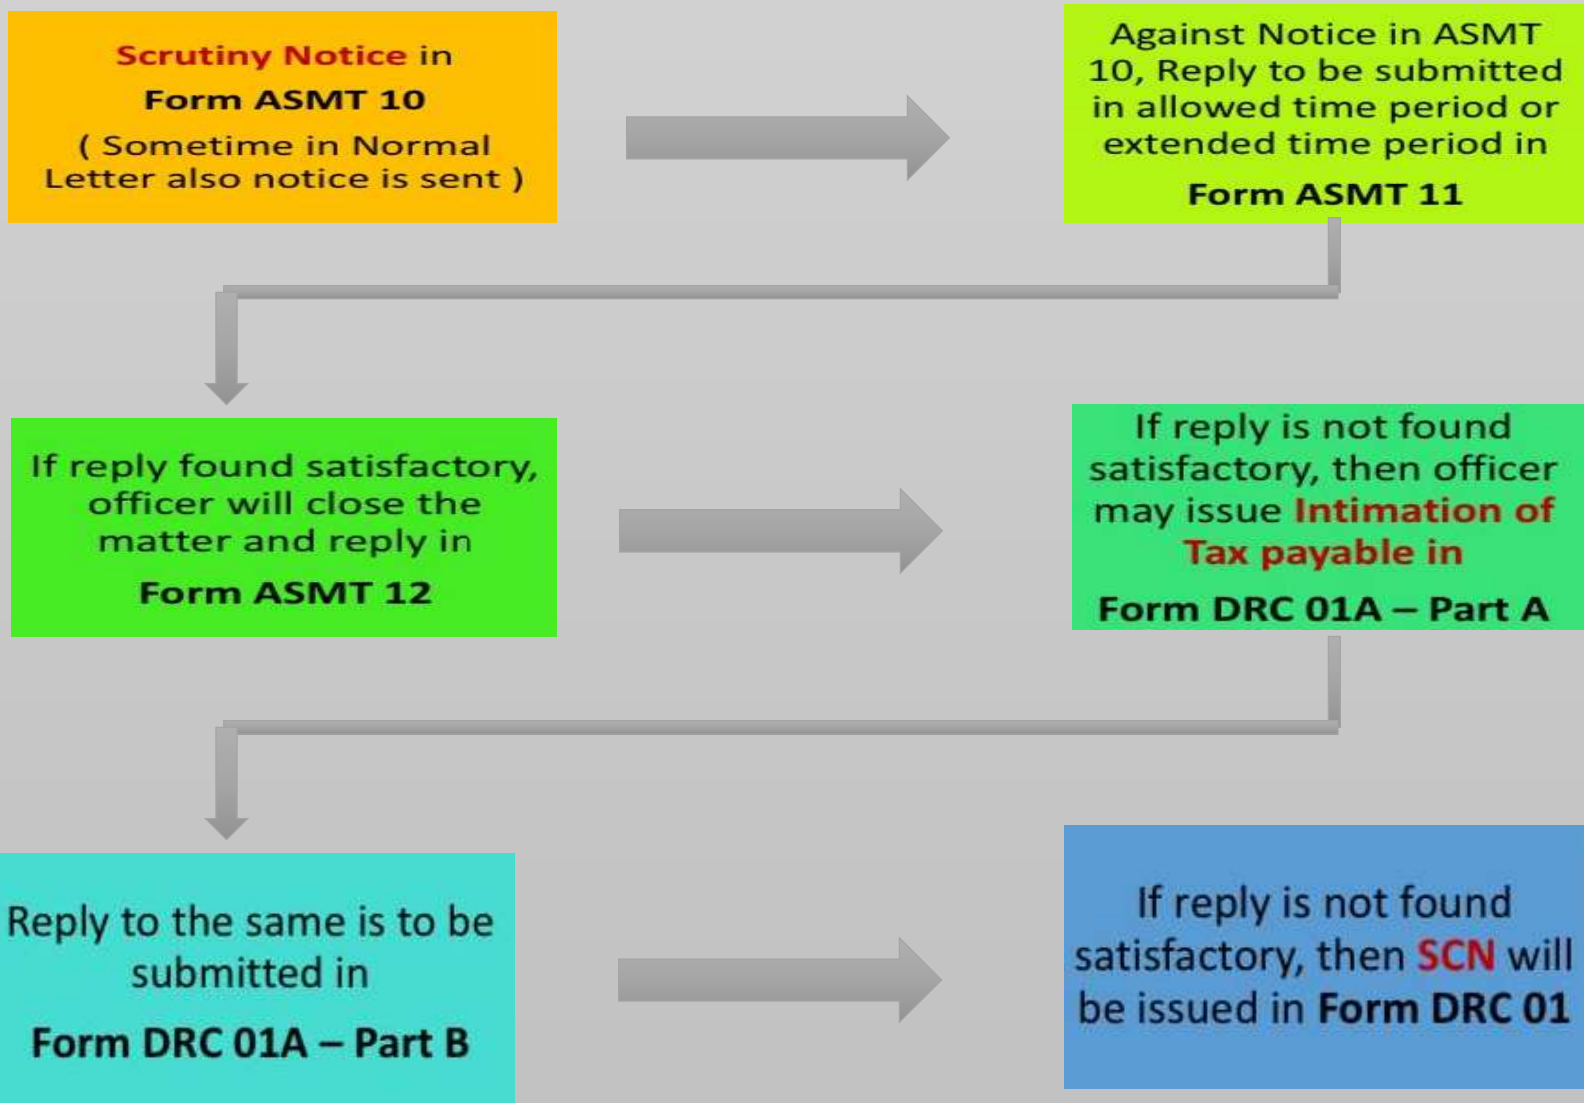 Scrutiny Notice in
Form ASMT 10
( Sometime in Normal
Letter also notice is sent )
Against Notice in ASMT
10, Reply to be submitted
in allowed time period or
extended time period in
Form ASMT 11
If reply found satisfactory,
officer will close the
matter and reply in
Form ASMT 12
If reply is not found
satisfactory, then officer
may issue Intimation of
Tax payable in
Form DRC 01A – Part A
Reply to the same is to be
submitted in
Form DRC 01A – Part B
If reply is not found
satisfactory, then SCN will
be issued in Form DRC 01